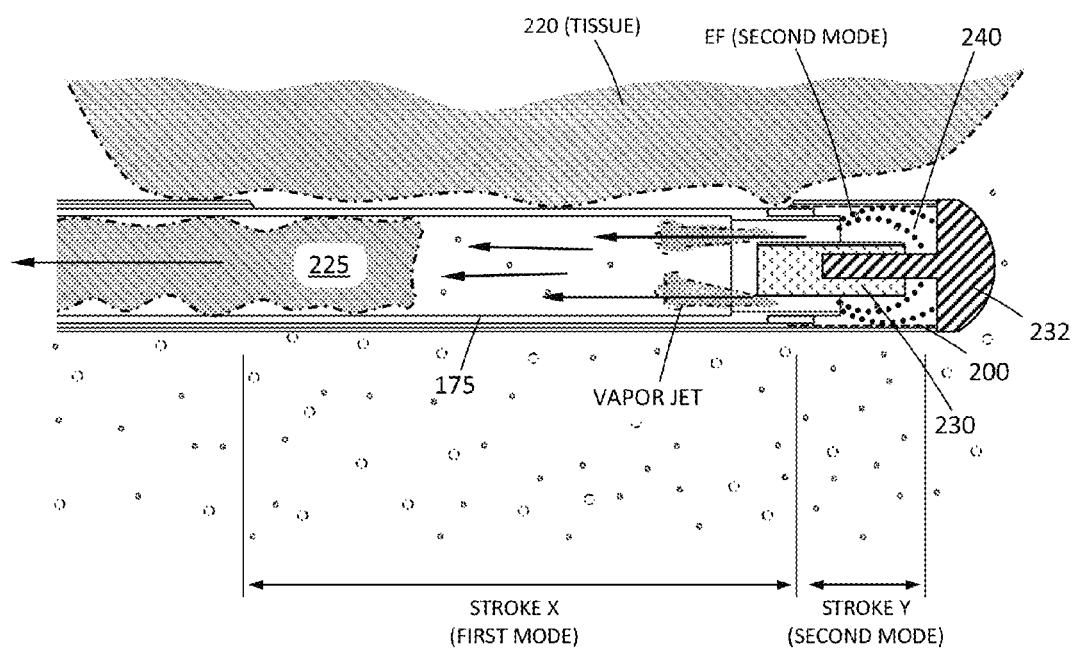 220 (TISSUE)
EF (SECOND MODE)
240
225
232
175
VAPOR JET
200
230
STROKE X
(FIRST MODE)
STROKE Y
(SECOND MODE)